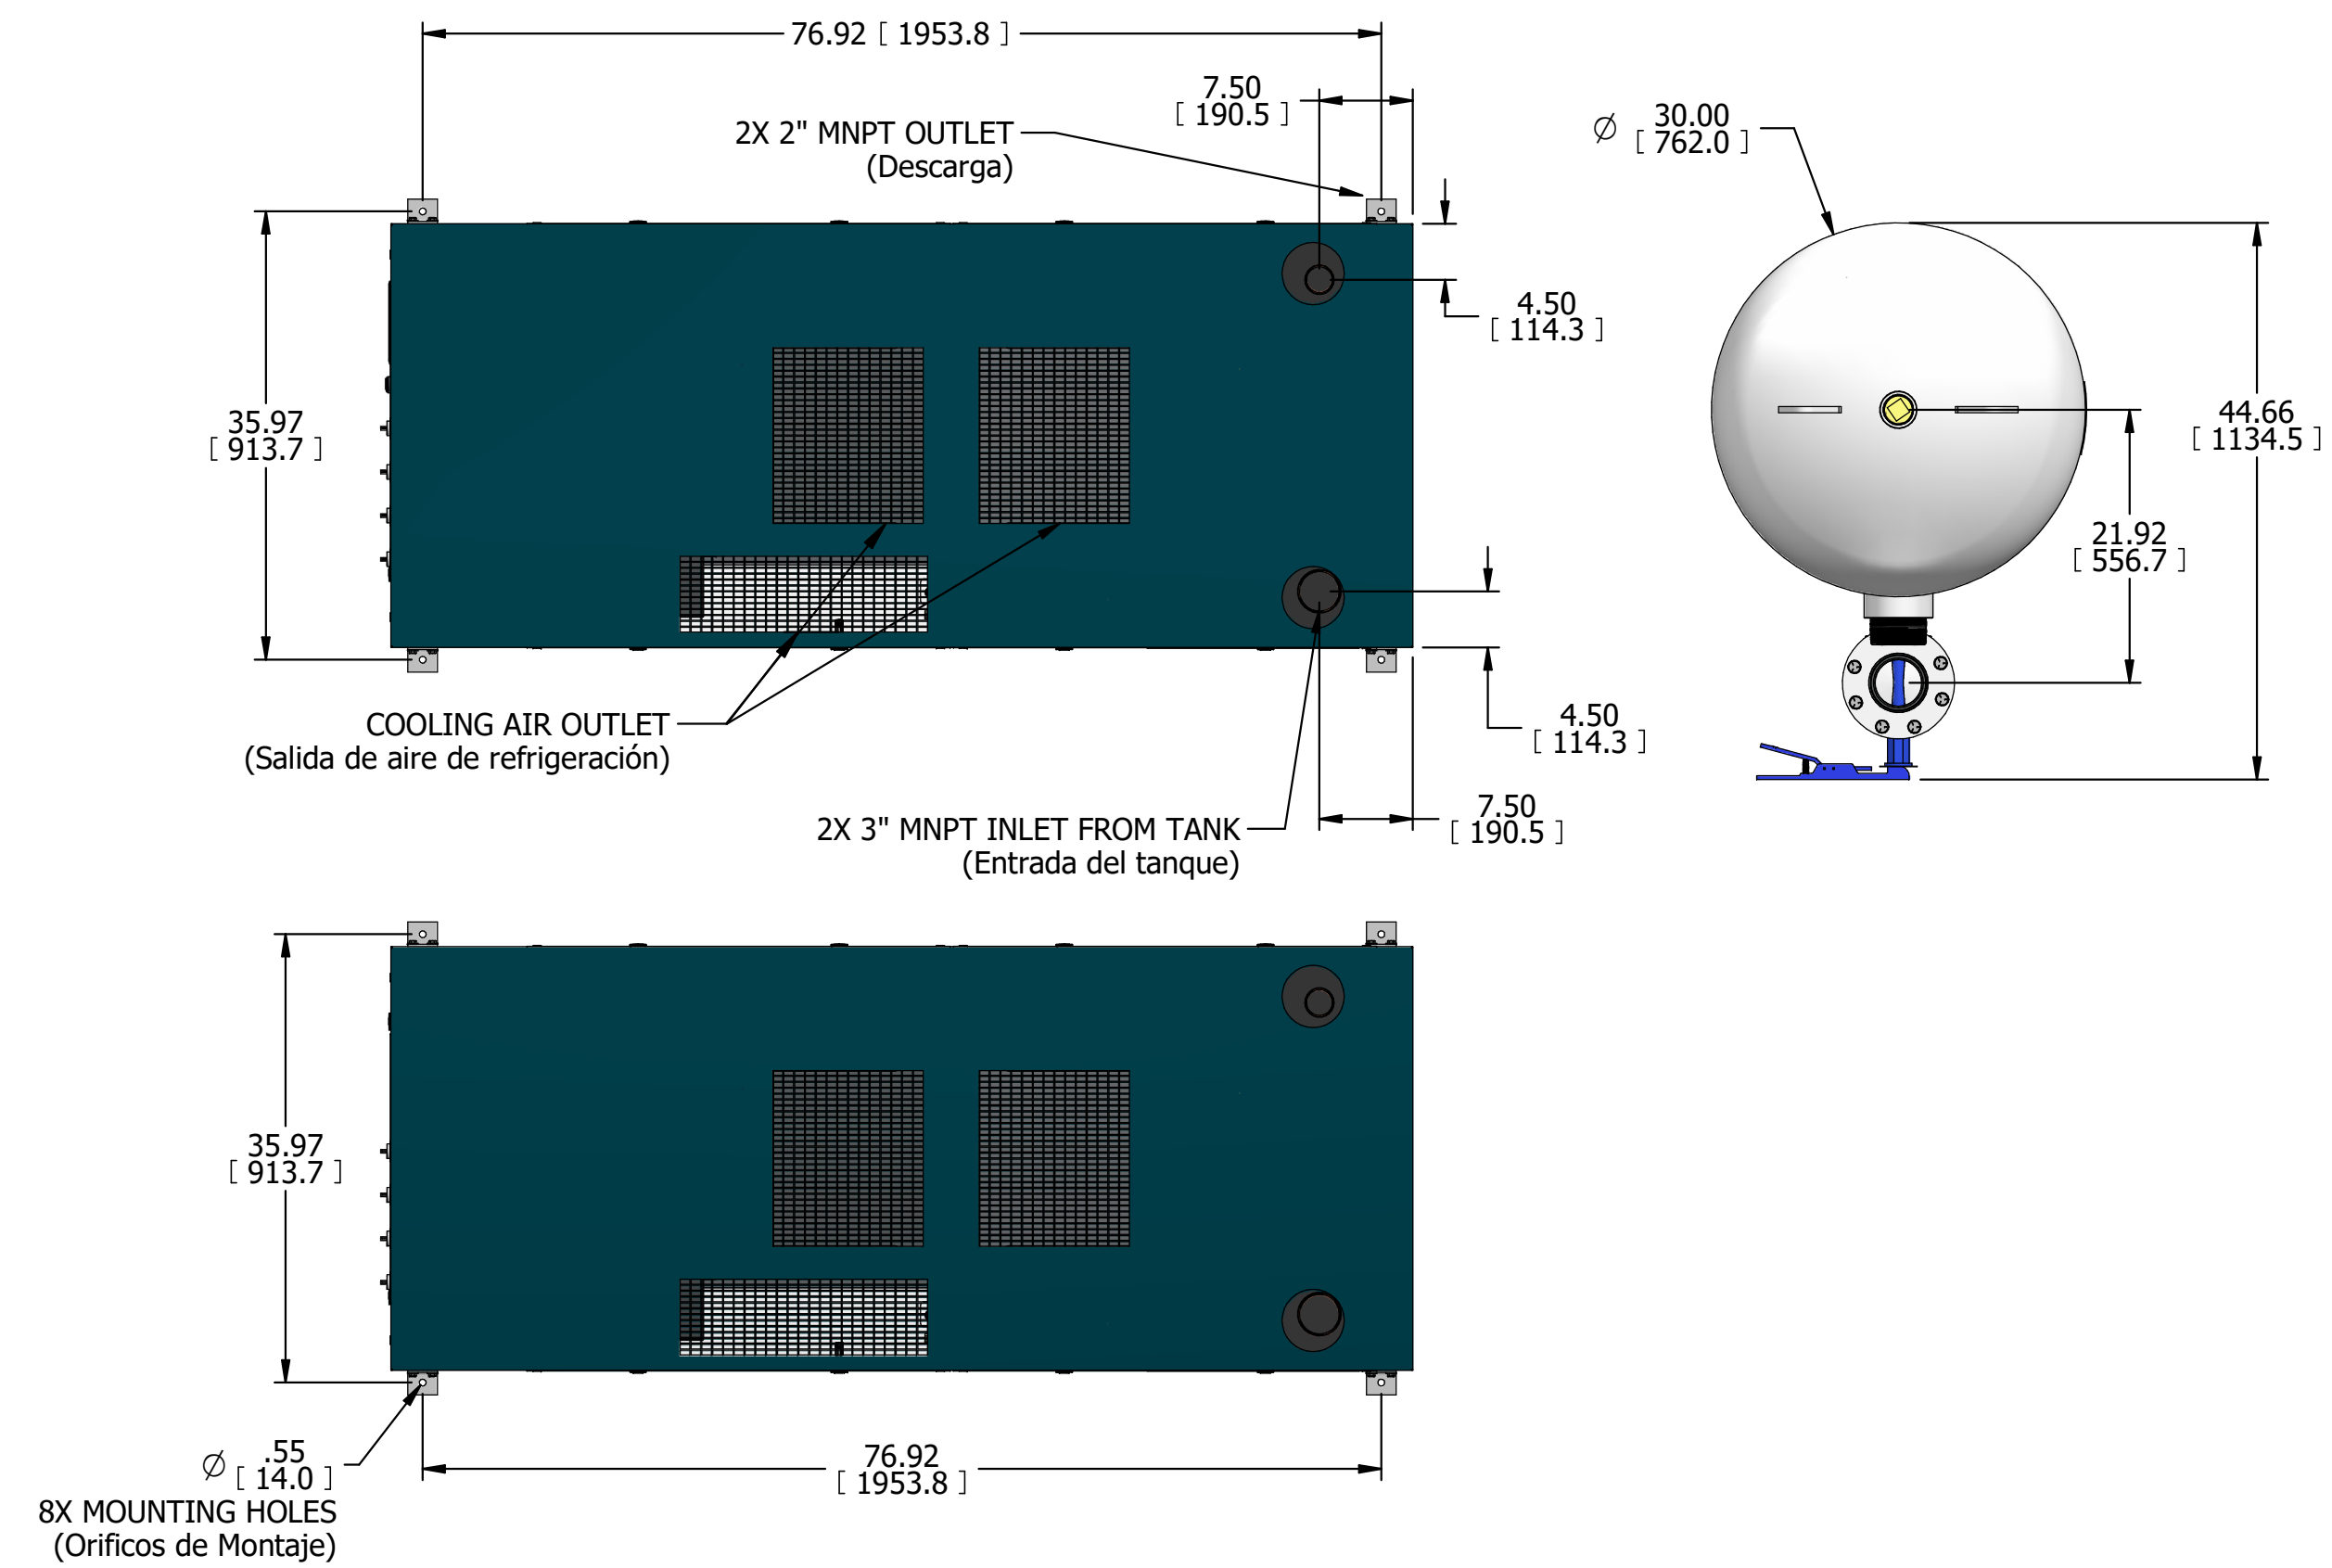 76.92 [ 1953.8 ]
7.50
[ 190.5 ]
2X 2" MNPT OUTLET
(Descarga)
∅ 30.00
[ 762.0 ]
4.50
[ 114.3 ]
35.97
[ 913.7 ]
44.66
[ 1134.5 ]
21.92
[ 556.7 ]
COOLING AIR OUTLET
(Salida de aire de refrigeración)
4.50
[ 114.3 ]
7.50
[ 190.5 ]
2X 3" MNPT INLET FROM TANK
(Entrada del tanque)
35.97
[ 913.7 ]
∅ .55
[ 14.0 ]
8X MOUNTING HOLES
(Orificos de Montaje)
76.92
[ 1953.8 ]